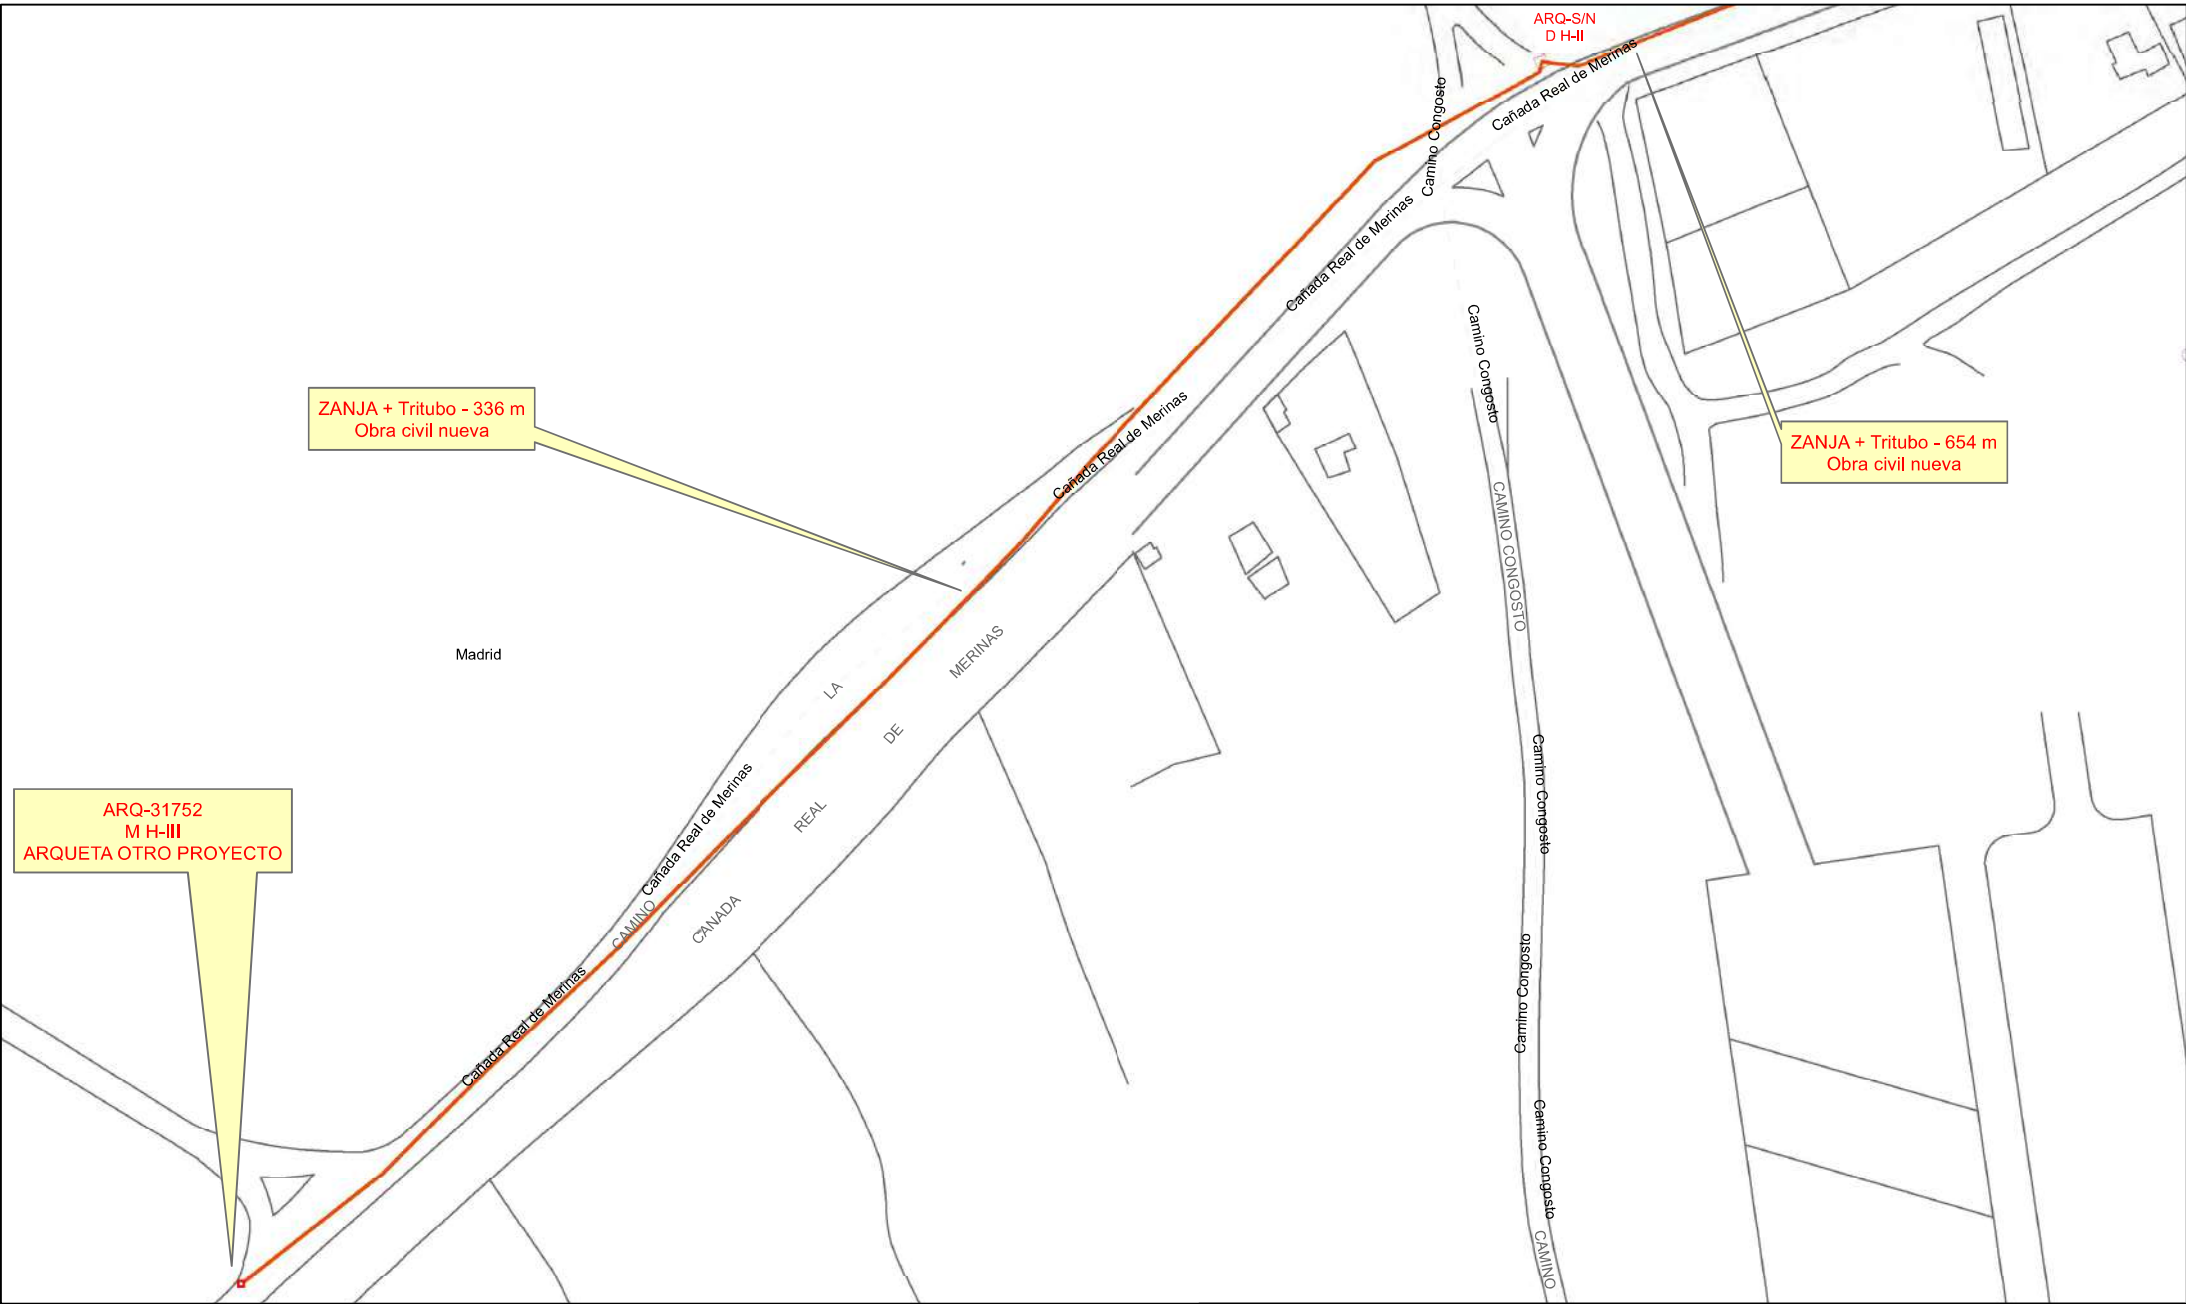 ARQ-S/N
D H-II
Cañada Real de Merinas
Camino Congosto
Cañada Real de Merinas
Camino Congosto
ZANJA + Tritubo - 336 m
Obra civil nueva
Cañada Real de Merinas
ZANJA + Tritubo - 654 m
Obra civil nueva
CAMINO CONGOSTO
Madrid
LA
MERINAS
DE
REAL
CANADA
CAMINO
Cañada Real de Merinas
Camino Congosto
ARQ-31752
M H-III
ARQUETA OTRO PROYECTO
Cañada Real de Merinas
Camino Congosto
Camino Congosto
CAMINO